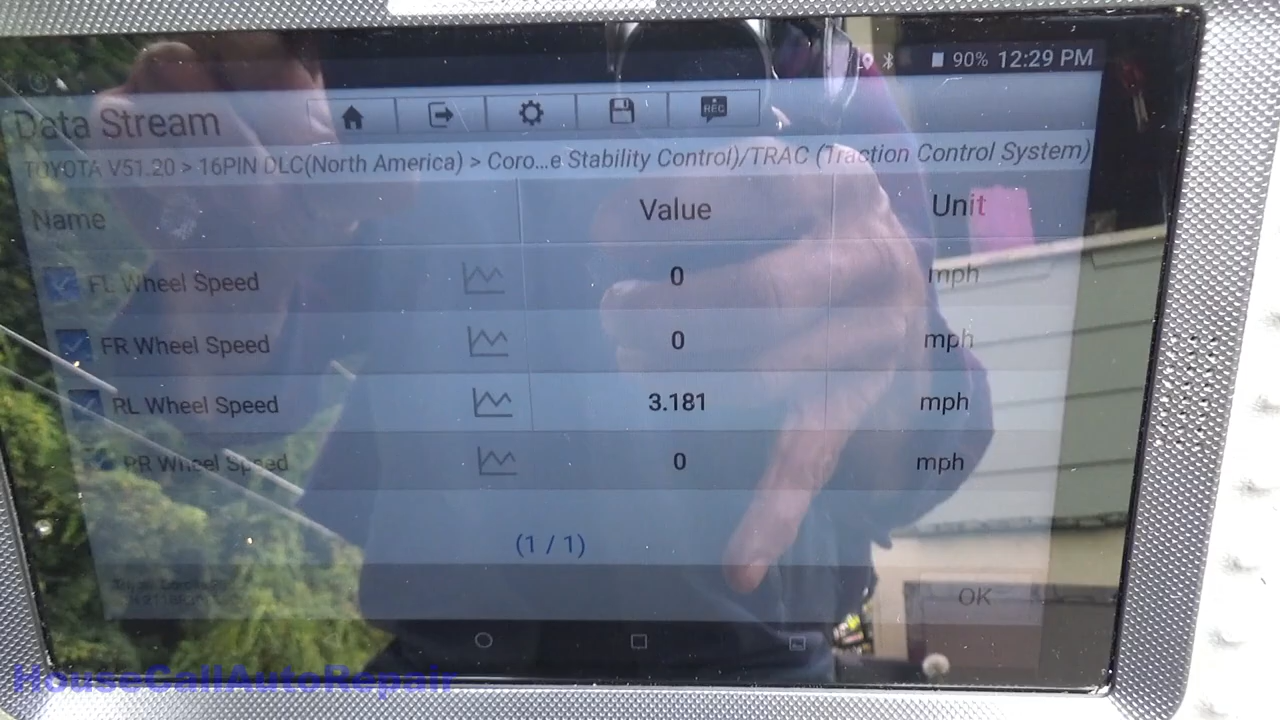 90% 12:29 PM
Data Stream
REC
TOYOTA V51.20 > 16PIN DLC(North America) > Coro...e Stability Control)/TRAC (Traction Control System)
Name Value Unit
FL Wheel Speed 0 mph
FR Wheel Speed 0 mph
RL Wheel Speed 3.181 mph
RR Wheel Speed 0 mph
(1 / 1)
OK
HouseCallAutoRepair